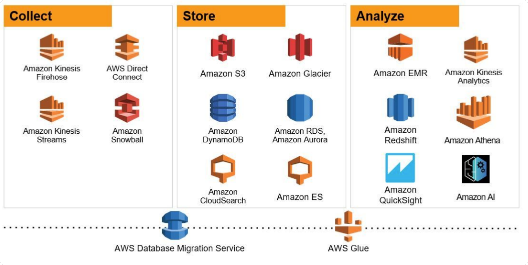 Collect
Store
Analyze
Amazon Kinesis
Firehose
AWS Direct
Connect
Amazon Kinesis
Streams
Amazon
Snowball
Amazon S3
Amazon Glacier
Amazon
DynamoDB
Amazon RDS,
Amazon Aurora
Amazon
CloudSearch
Amazon ES
Amazon EMR
Amazon Kinesis
Analytics
Amazon
Redshift
Amazon Athena
Amazon
QuickSight
Amazon AI
AWS Database Migration Service
AWS Glue